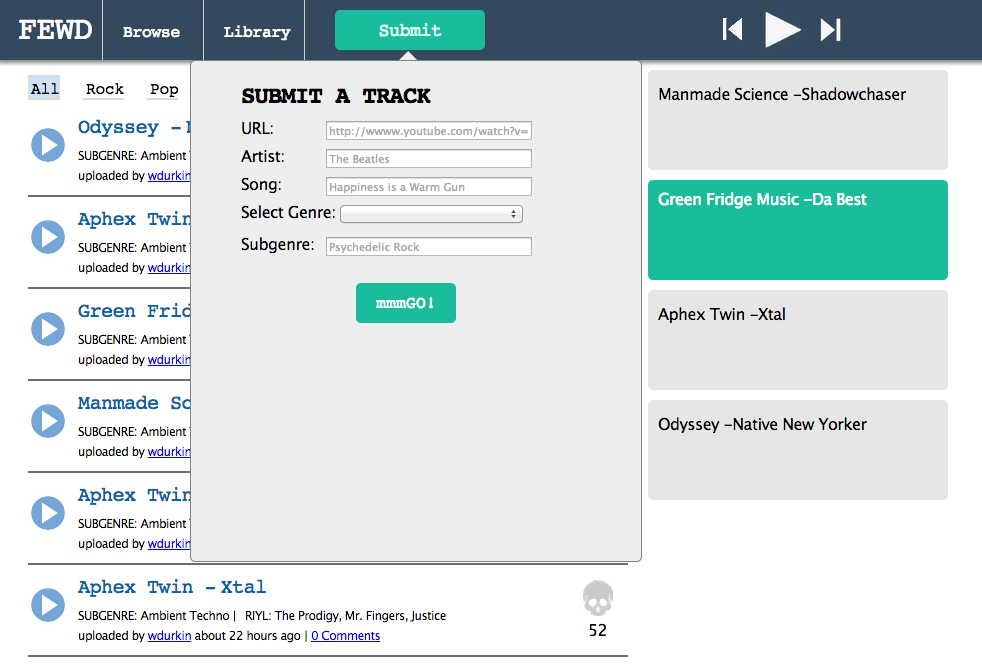 FEWD
Browse
Library
Submit
All
Rock
Pop
Odyssey –
SUBGENRE: Ambient
uploaded by wdurkin
Aphex Twin
SUBGENRE: Ambient
uploaded by wdurkin
Green Frid
SUBGENRE: Ambient
uploaded by wdurkin
Manmade Sc
SUBGENRE: Ambient
uploaded by wdurkin
Aphex Twin
SUBGENRE: Ambient
uploaded by wdurkin
Aphex Twin –Xtal
SUBGENRE: Ambient Techno | RIYL: The Prodigy, Mr. Fingers, Justice
uploaded by wdurkin about 22 hours ago | 0 Comments
52
SUBMIT A TRACK
URL:
http://wwww.youtube.com/watch?v=
Artist:
The Beatles
Song:
Happiness is a Warm Gun
Select Genre:
Subgenre:
Psychedelic Rock
mmmGO!
Manmade Science –Shadowchaser
Green Fridge Music –Da Best
Aphex Twin –Xtal
Odyssey –Native New Yorker